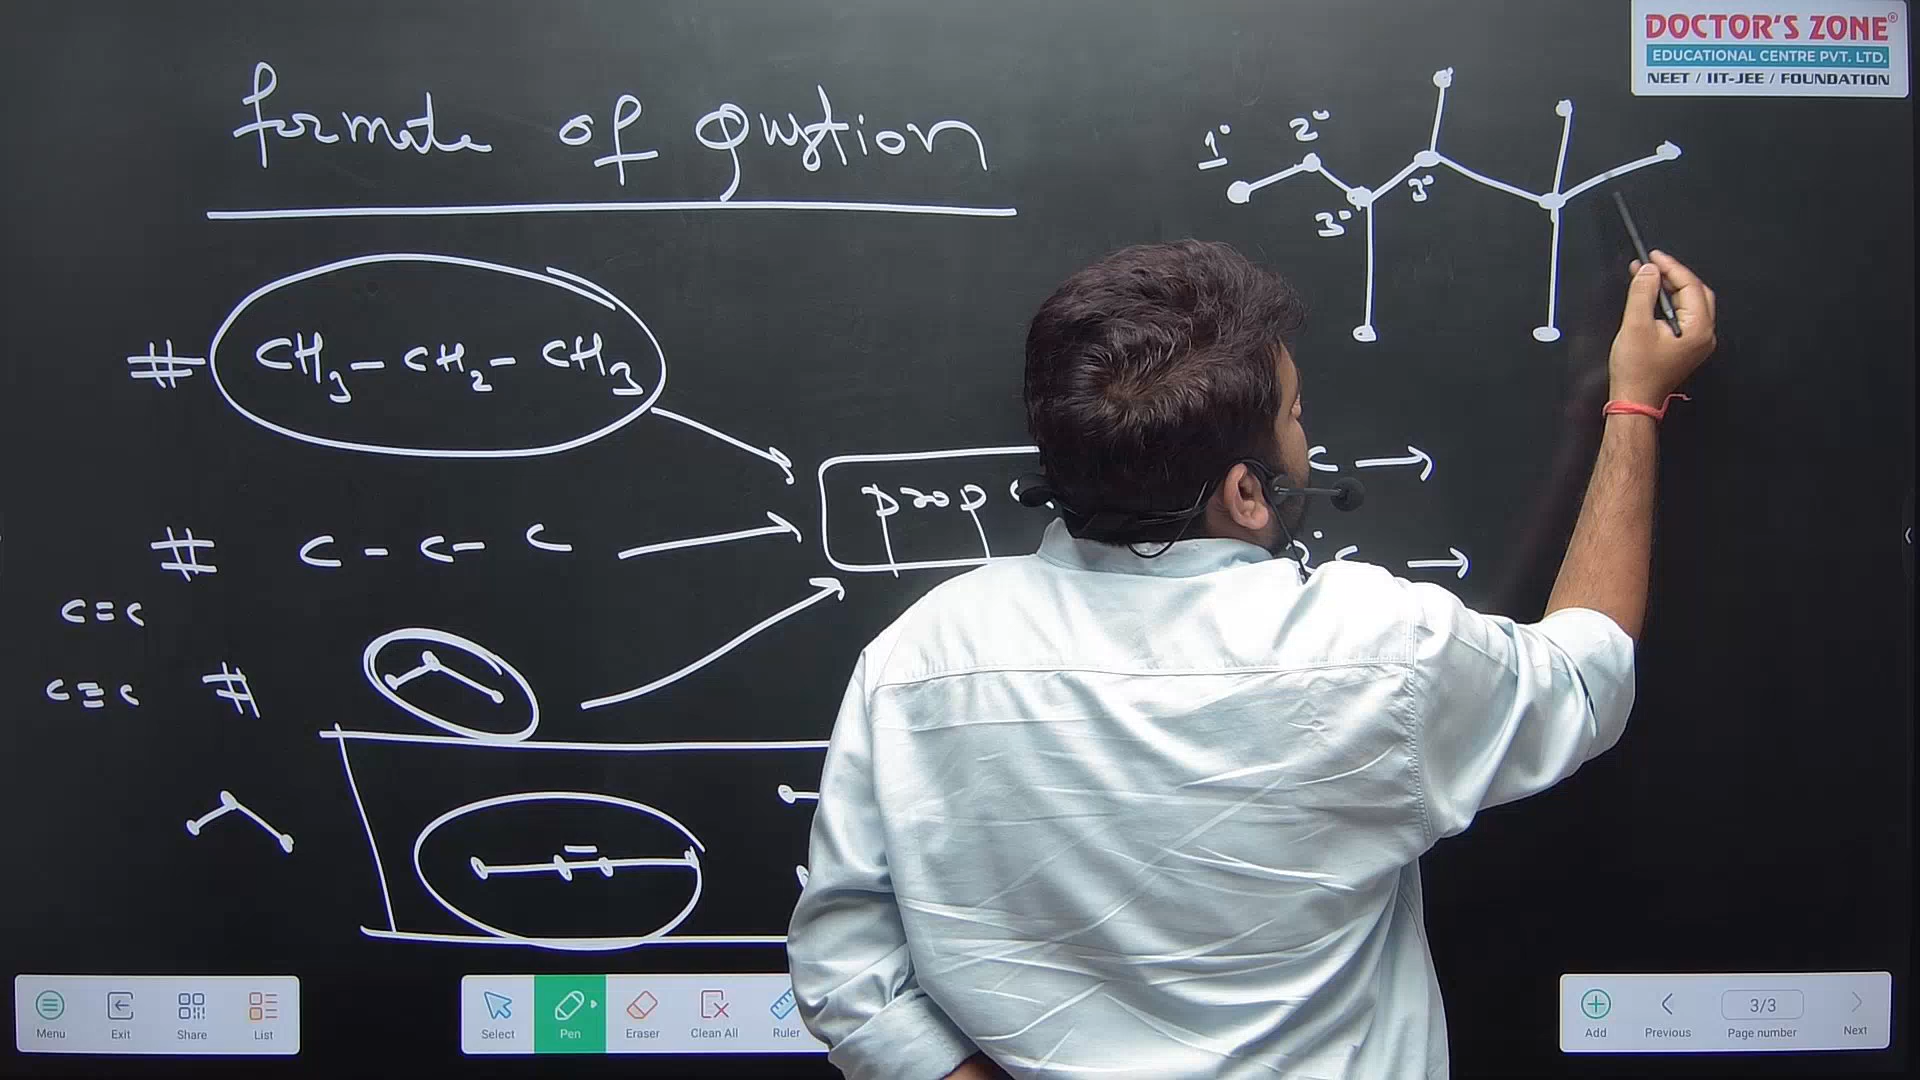 DOCTOR'S ZONE®
EDUCATIONAL CENTRE PVT. LTD.
NEET / IIT-JEE / FOUNDATION
formate of Qustion
1° 2°
3° 3°
# CH3 - CH2 - CH3
prop
C →
# C - C - C
°C →
C=C
C≡C #
Menu Exit Share List
Select Pen Eraser Clean All Ruler
Add Previous 3/3 Page number Next